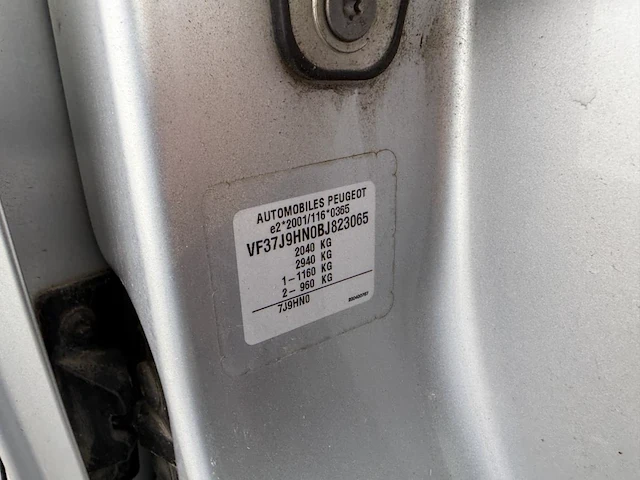 AUTOMOBILES PEUGEOT
e2*2001/116*0365
VF37J9HN0BJ823065
2040 KG
2940 KG
1- 1160 KG
2- 960 KG
7J9HN0